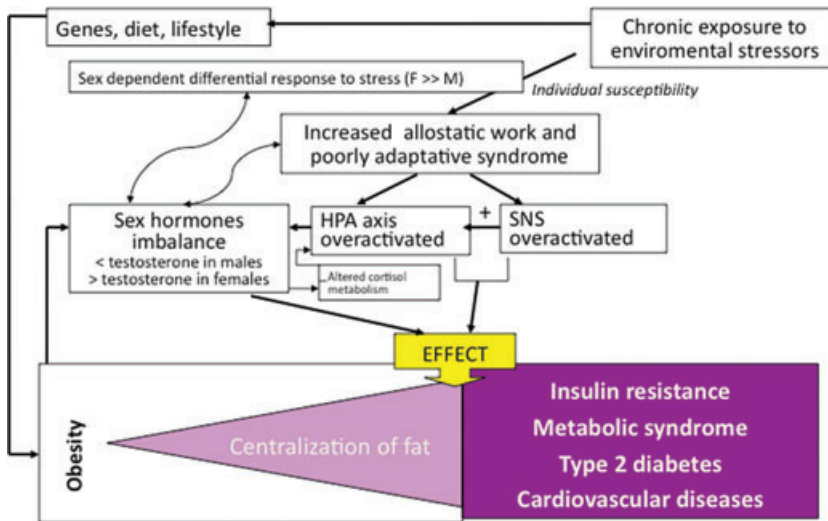 Genes, diet, lifestyle
Chronic exposure to
enviromental stressors
Sex dependent differential response to stress (F >> M)
Individual susceptibility
Increased allostatic work and
poorly adaptative syndrome
Sex hormones
imbalance
< testosterone in males
> testosterone in females
HPA axis
overactivated
+
SNS
overactivated
Altered cortisol
metabolism
EFFECT
Obesity
Centralization of fat
Insulin resistance
Metabolic syndrome
Type 2 diabetes
Cardiovascular diseases